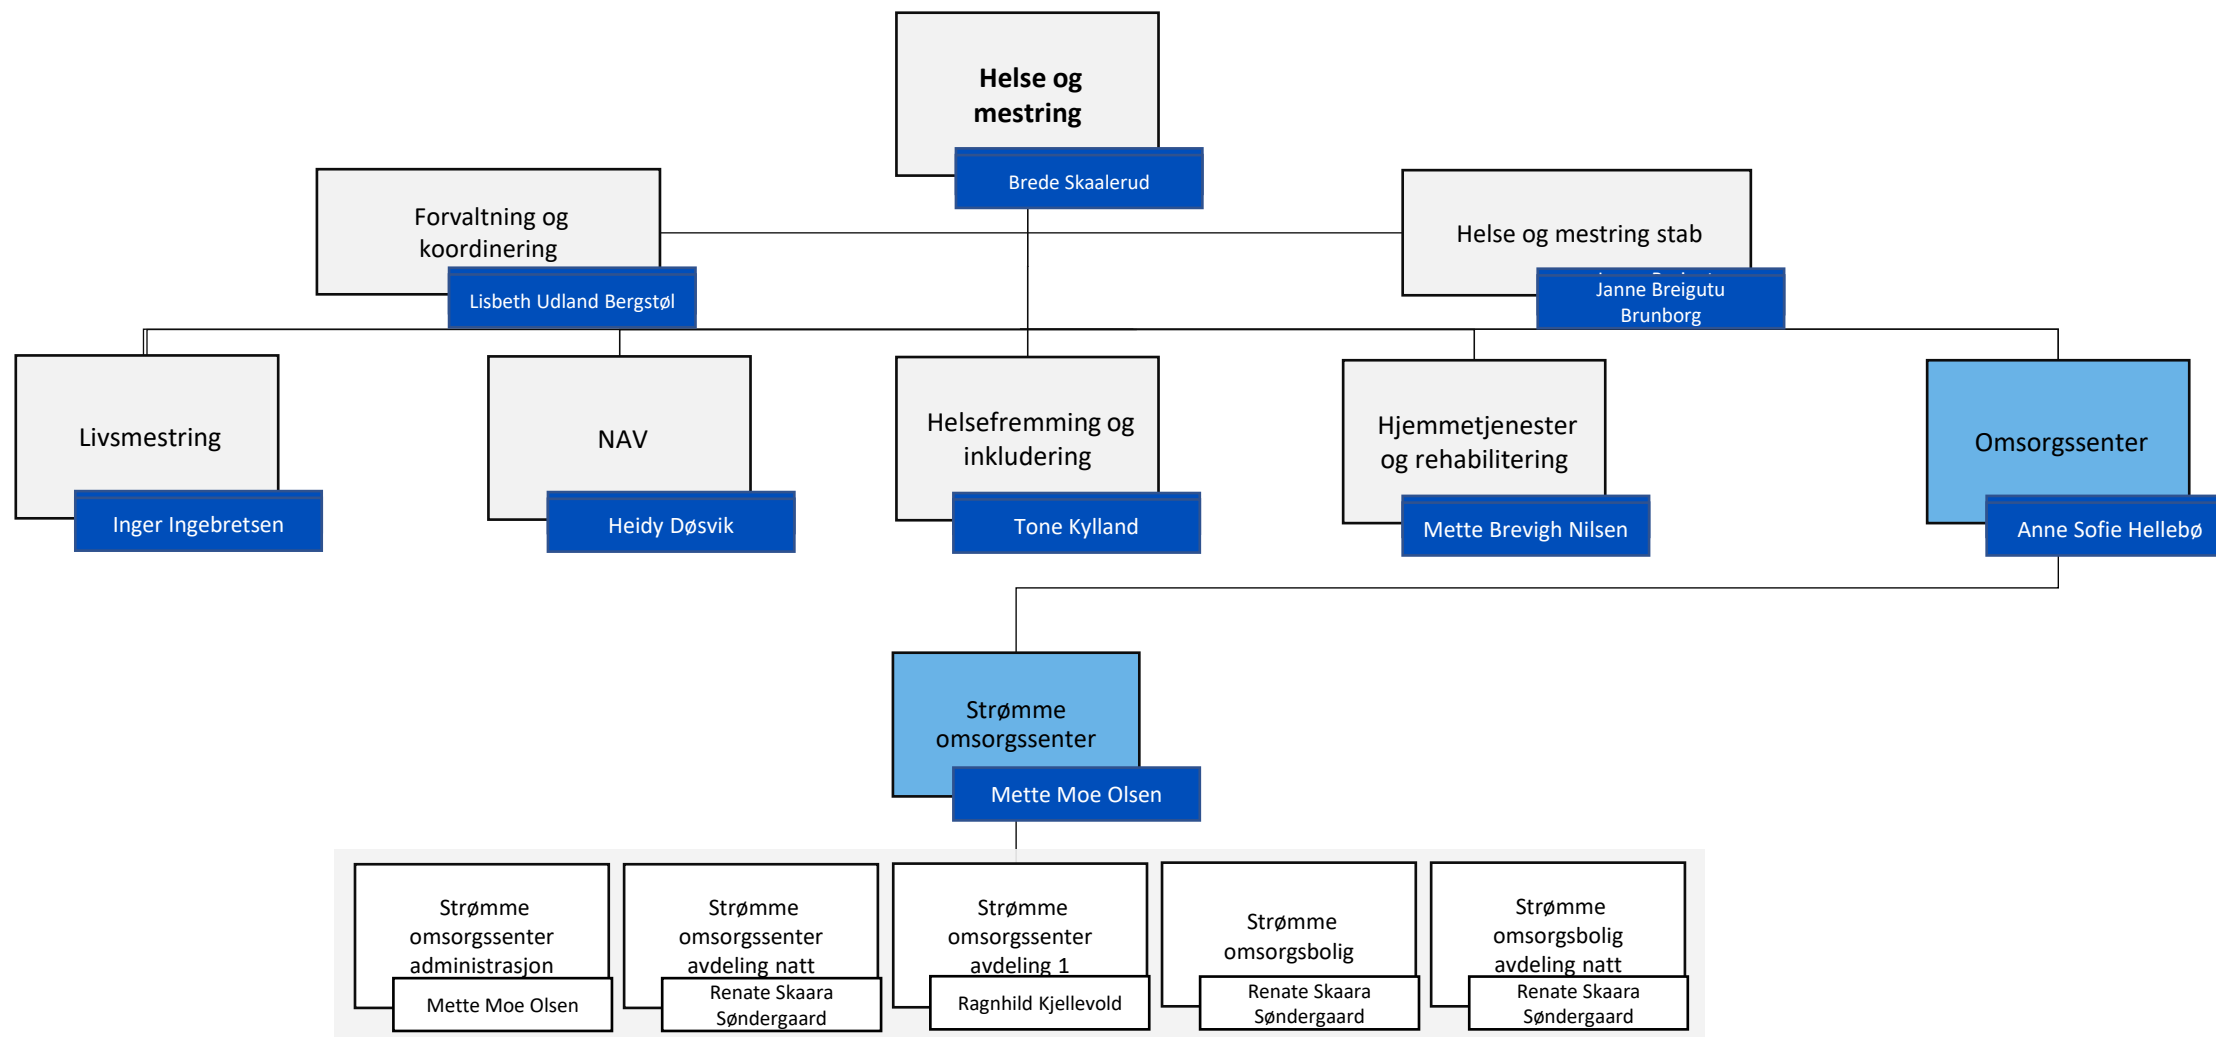 Helse og
mestring
Brede Skaalerud
Forvaltning og
koordinering
Lisbeth Udland Bergstøl
Helse og mestring stab
Janne Breigutu
Brunborg
Livsmestring
Inger Ingebretsen
NAV
Heidy Døsvik
Helsefremming og
inkludering
Tone Kylland
Hjemmetjenester
og rehabilitering
Mette Brevigh Nilsen
Omsorgssenter
Anne Sofie Hellebø
Strømme
omsorgssenter
Mette Moe Olsen
Strømme
omsorgssenter
administrasjon
Mette Moe Olsen
Strømme
omsorgssenter
avdeling natt
Renate Skaara
Søndergaard
Strømme
omsorgssenter
avdeling 1
Ragnhild Kjellevold
Strømme
omsorgsbolig
Renate Skaara
Søndergaard
Strømme
omsorgsbolig
avdeling natt
Renate Skaara
Søndergaard